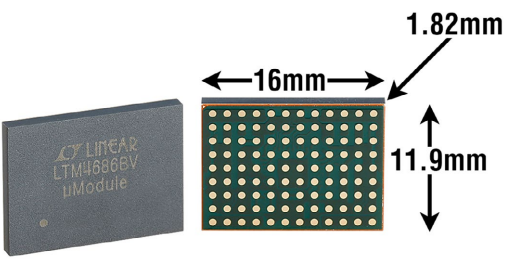 1.82mm
16mm
11.9mm
LINEAR
LTM4686BV
µModule